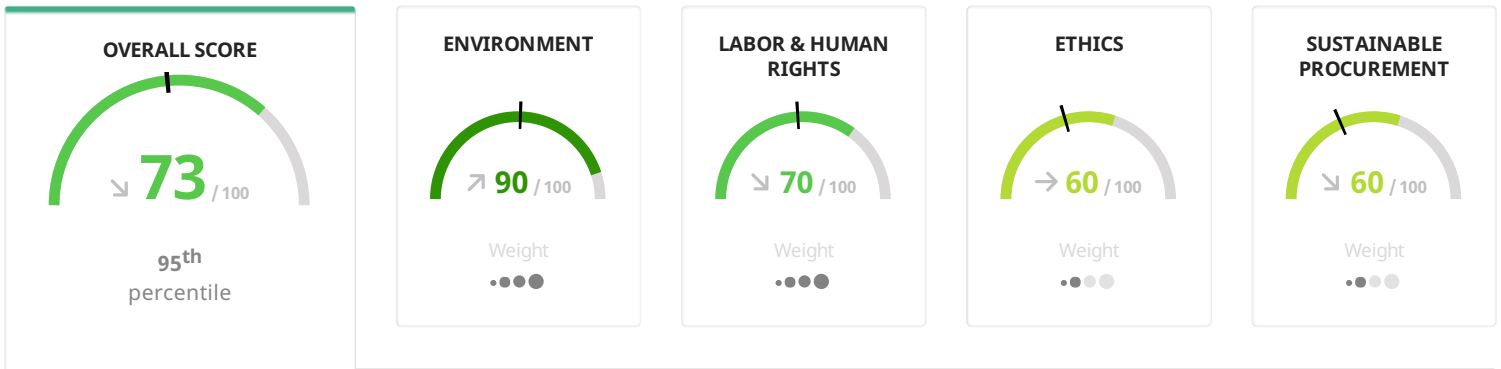 OVERALL SCORE
73 / 100
95th
percentile
ENVIRONMENT
90 / 100
Weight
LABOR & HUMAN
RIGHTS
70 / 100
Weight
ETHICS
60 / 100
Weight
SUSTAINABLE
PROCUREMENT
60 / 100
Weight